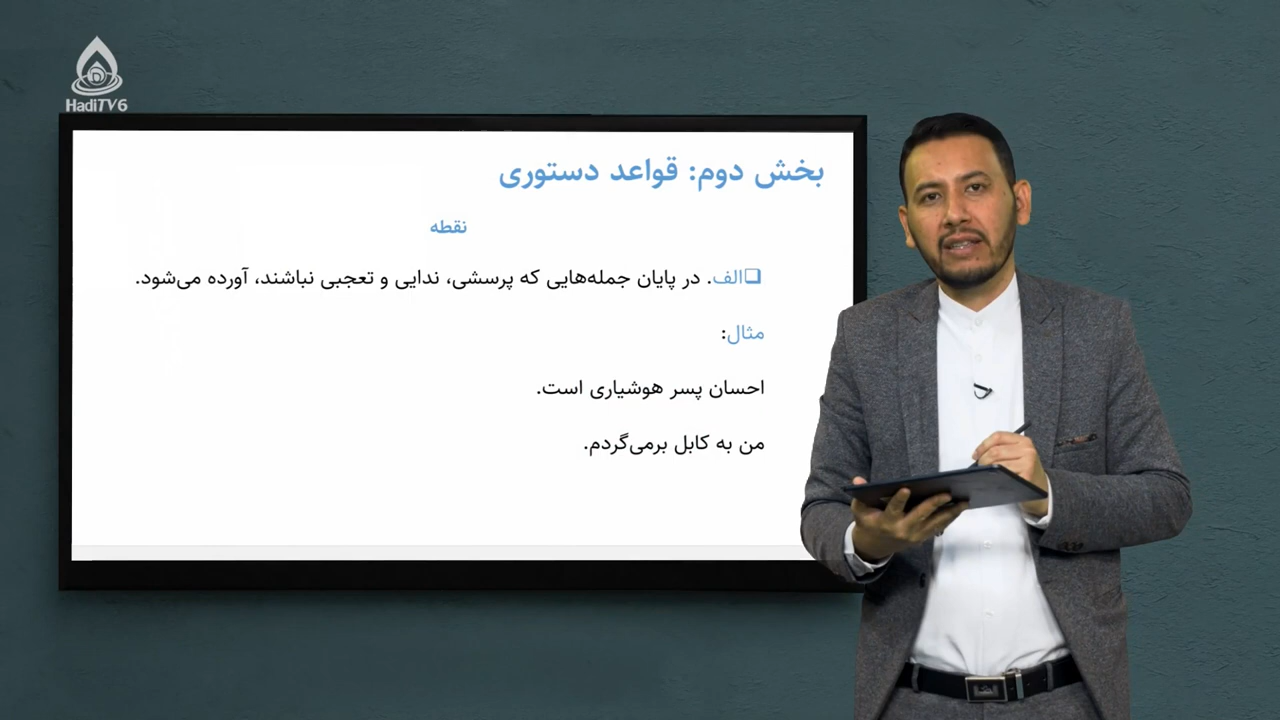 HadiTV6
بخش دوم: قواعد دستوری
نقطه
الف. در پایان جمله‌هایی که پرسشی، ندایی و تعجبی نباشند، آورده می‌شود.
مثال:
احسان پسر هوشیاری است.
من به کابل برمی‌گردم.